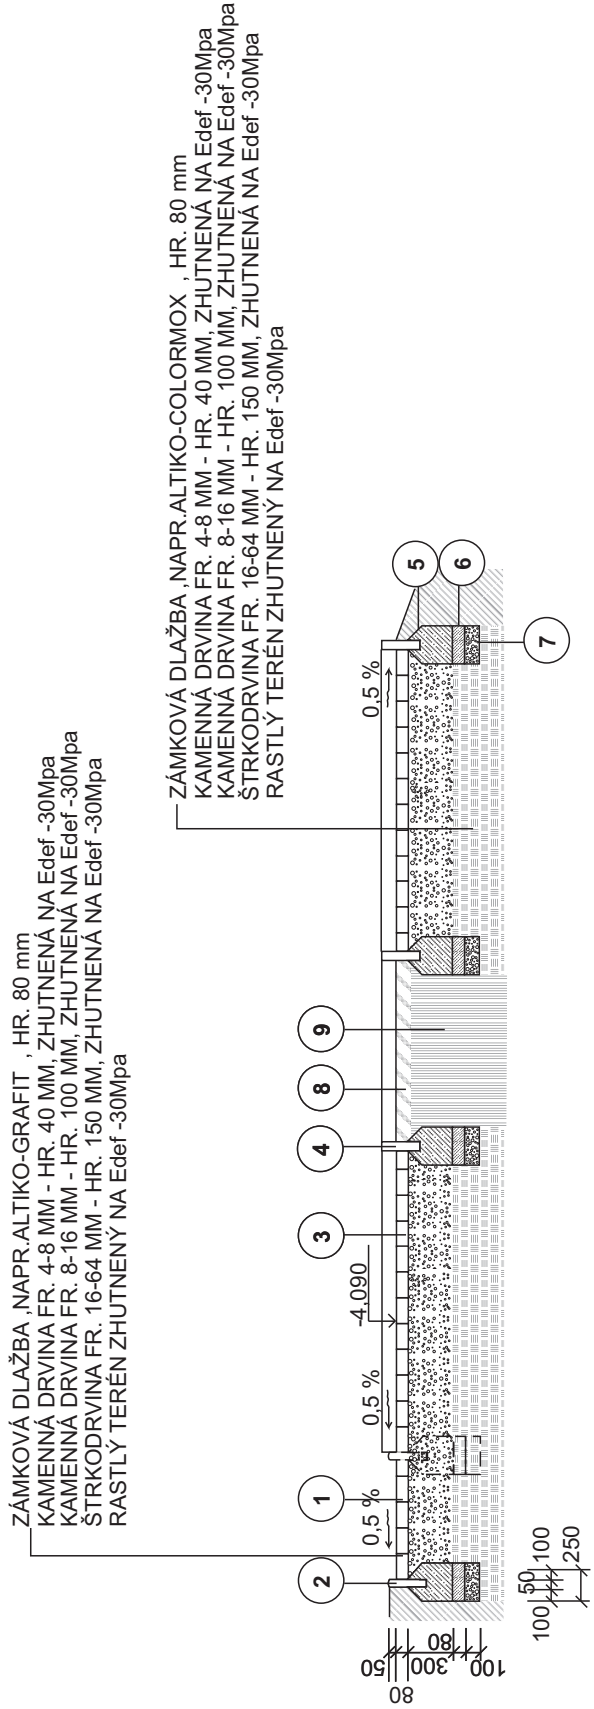 ZÁMKOVÁ DLAŽBA ,NAPR.ALTIKO-GRAFIT , HR. 80 mm
KAMENNÁ DRVINA FR. 4-8 MM - HR. 40 MM, ZHUTNENÁ NA Edef -30Mpa
KAMENNÁ DRVINA FR. 8-16 MM - HR. 100 MM, ZHUTNENÁ NA Edef -30Mpa
ŠTRKODRVINA FR. 16-64 MM - HR. 150 MM, ZHUTNENÁ NA Edef -30Mpa
RASTLÝ TERÉN ZHUTNENÝ NA Edef -30Mpa
ZÁMKOVÁ DLAŽBA ,NAPR.ALTIKO-COLORMOX , HR. 80 mm
KAMENNÁ DRVINA FR. 4-8 MM - HR. 40 MM, ZHUTNENÁ NA Edef -30Mpa
KAMENNÁ DRVINA FR. 8-16 MM - HR. 100 MM, ZHUTNENÁ NA Edef -30Mpa
ŠTRKODRVINA FR. 16-64 MM - HR. 150 MM, ZHUTNENÁ NA Edef -30Mpa
RASTLÝ TERÉN ZHUTNENÝ NA Edef -30Mpa
2
1
3
4
8
9
5
6
7
0,5 %
0,5 %
-4,090
0,5 %
50
80
300
80
100
100
50
100
250